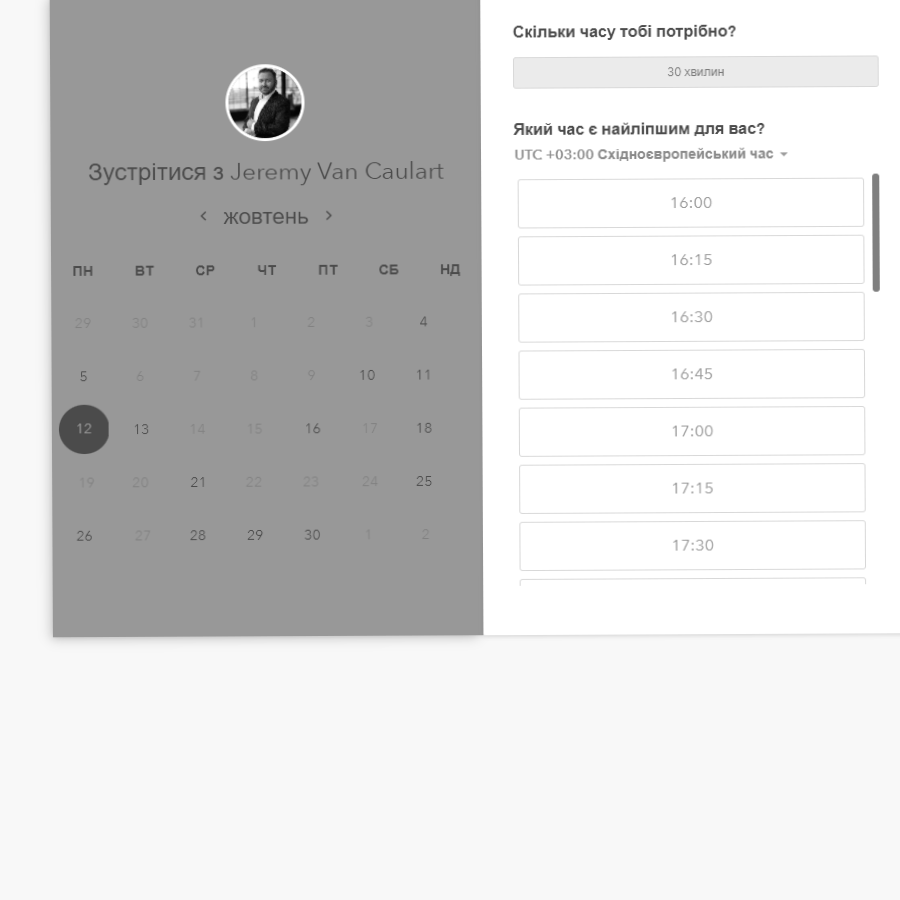 Зустрітися з Jeremy Van Caulart
жовтень
ПН ВТ СР ЧТ ПТ СБ НД
29 30 31 1 2 3 4
5 6 7 8 9 10 11
12 13 14 15 16 17 18
19 20 21 22 23 24 25
26 27 28 29 30 1 2
Скільки часу тобі потрібно?
30 хвилин
Який час є найліпшим для вас?
UTC +03:00 Східноєвропейський час
16:00
16:15
16:30
16:45
17:00
17:15
17:30